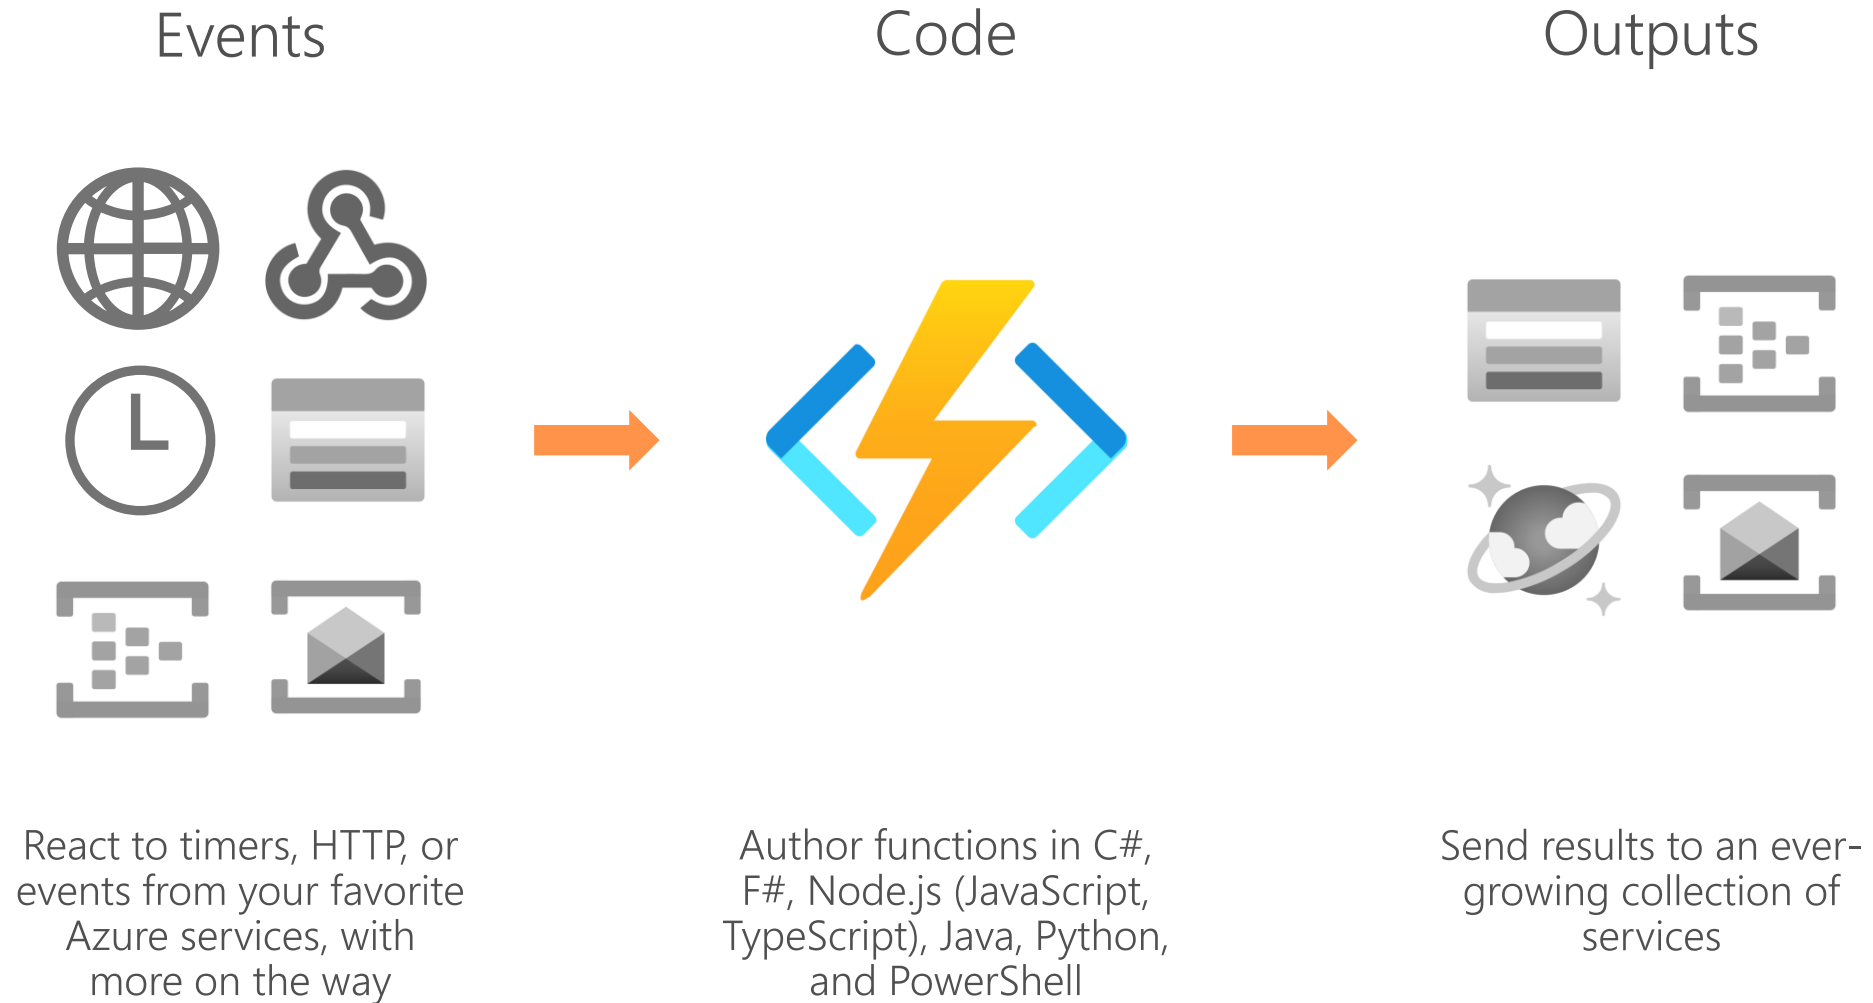 Events
Code
Outputs
React to timers, HTTP, or
events from your favorite
Azure services, with
more on the way
Author functions in C#,
F#, Node.js (JavaScript,
TypeScript), Java, Python,
and PowerShell
Send results to an ever-
growing collection of
services